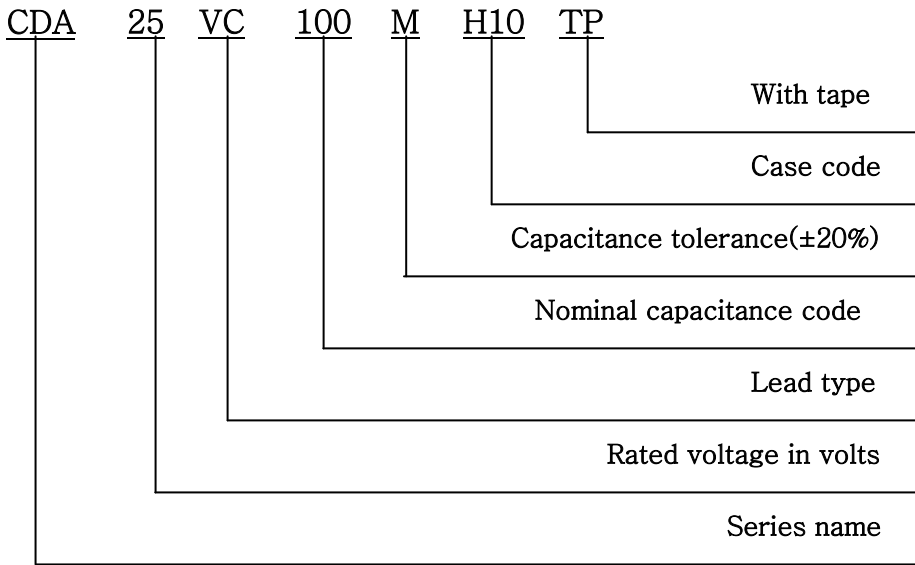 CDA 25 VC 100 M H10 TP
With tape
Case code
Capacitance tolerance(±20%)
Nominal capacitance code
Lead type
Rated voltage in volts
Series name